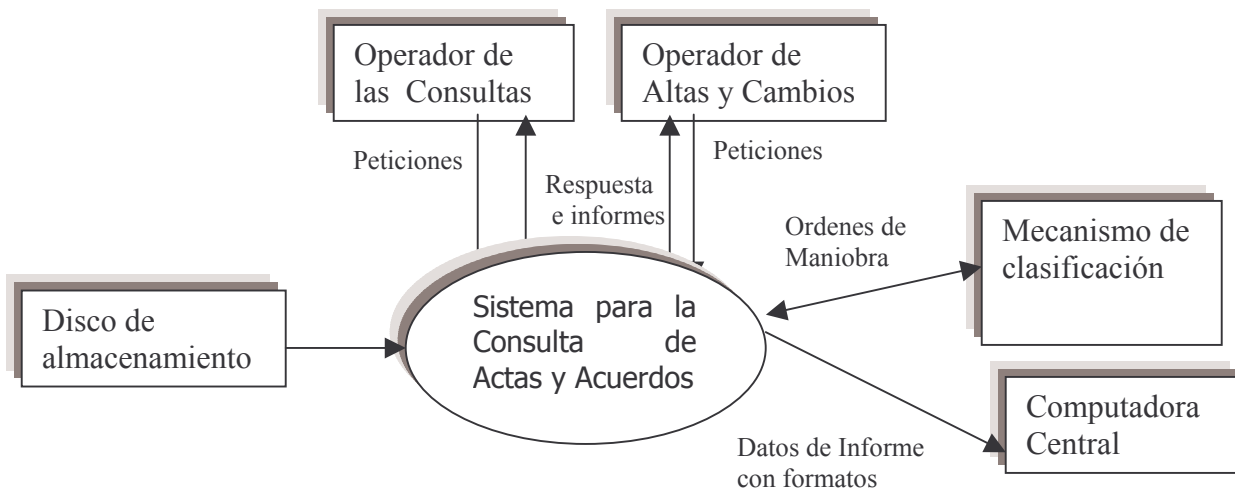 Operador de
las Consultas
Operador de
Altas y Cambios
Peticiones
Peticiones
Respuesta
e informes
Ordenes de
Maniobra
Mecanismo de
clasificación
Disco de
almacenamiento
Sistema para la
Consulta de
Actas y Acuerdos
Computadora
Central
Datos de Informe
con formatos